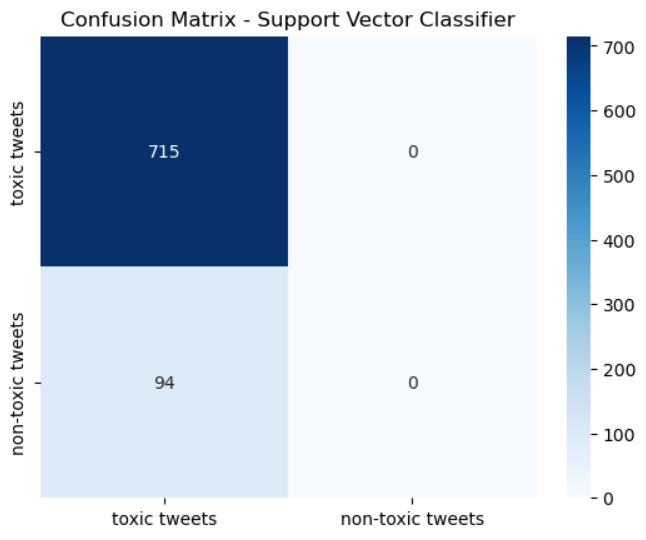 Confusion Matrix - Support Vector Classifier
toxic tweets
715
0
non-toxic tweets
94
0
toxic tweets
non-toxic tweets
700
600
500
400
300
200
100
0